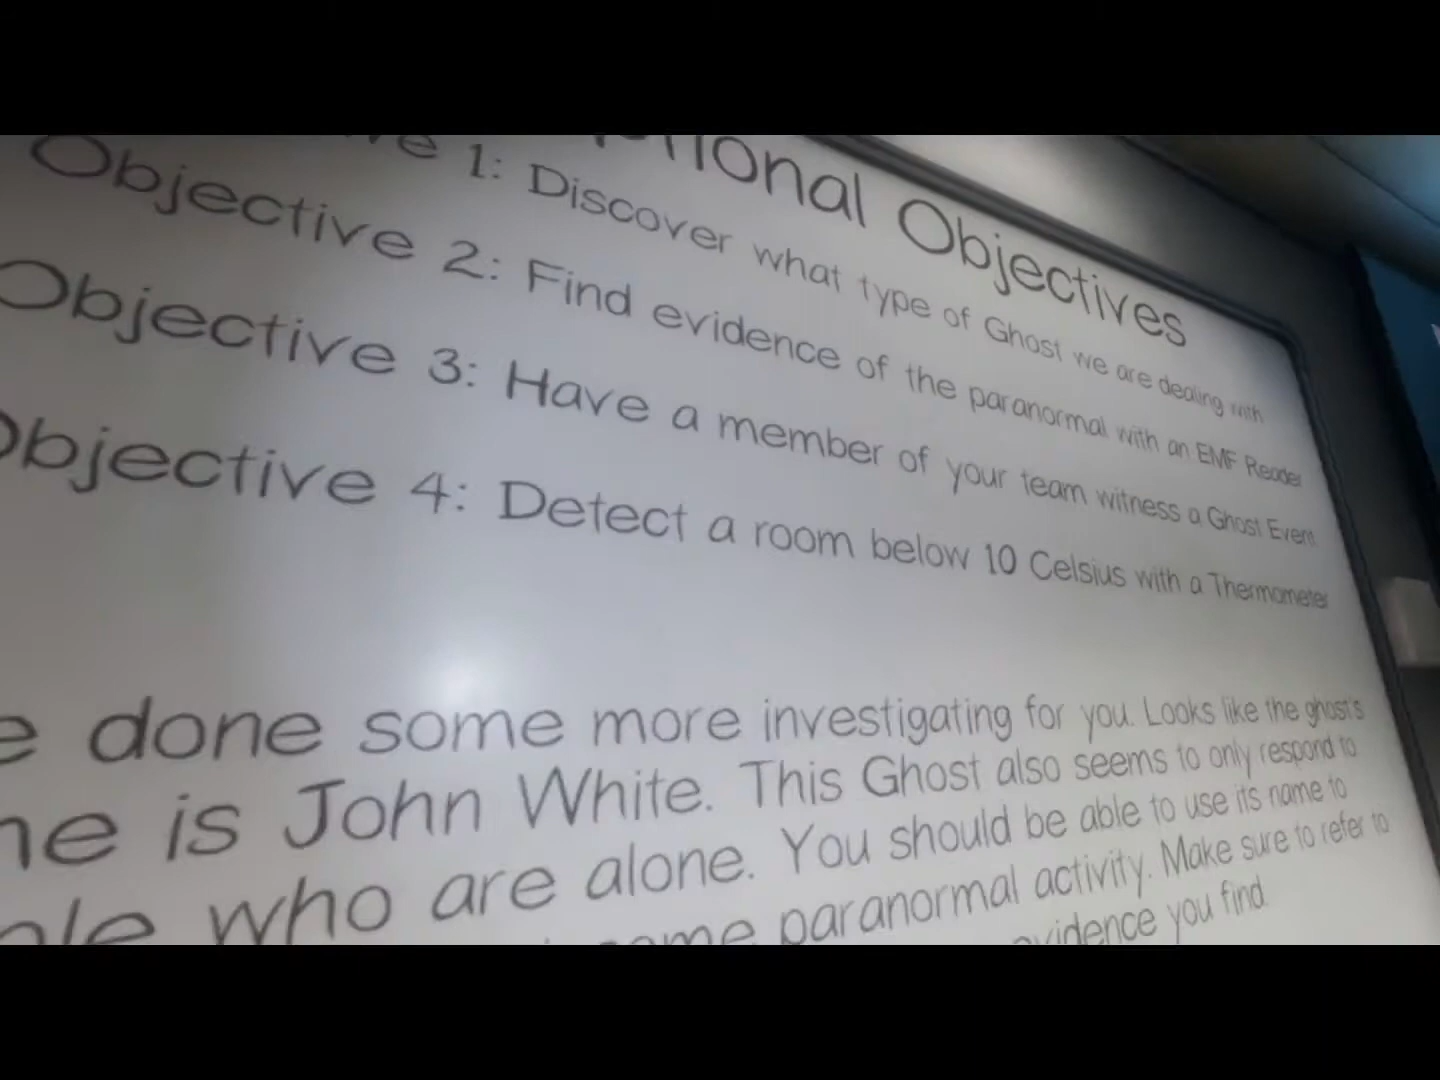 Objectives
1: Discover what type of Ghost we are dealing with
Objective 2: Find evidence of the paranormal with an EMF Reader
Objective 3: Have a member of your team witness a Ghost Event
Objective 4: Detect a room below 10 Celsius with a Thermometer
done some more investigating for you. Looks like the ghost's
is John White. This Ghost also seems to only respond to
who are alone. You should be able to use its name to
paranormal activity. Make sure to refer to
evidence you find.